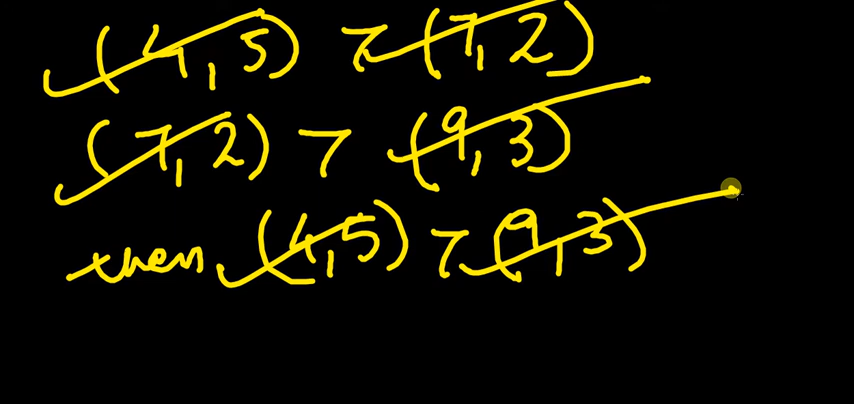 (4,5) > (7,2)
(7,2) > (9,3)
then (4,5) > (9,3)